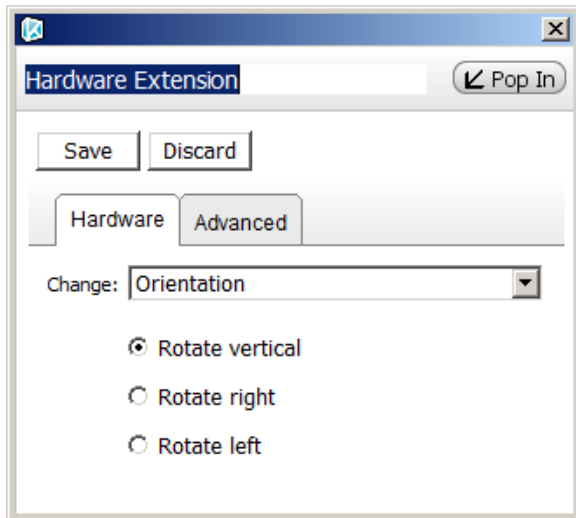 Hardware Extension
Pop In
Save Discard
Hardware Advanced
Change: Orientation
Rotate vertical
Rotate right
Rotate left